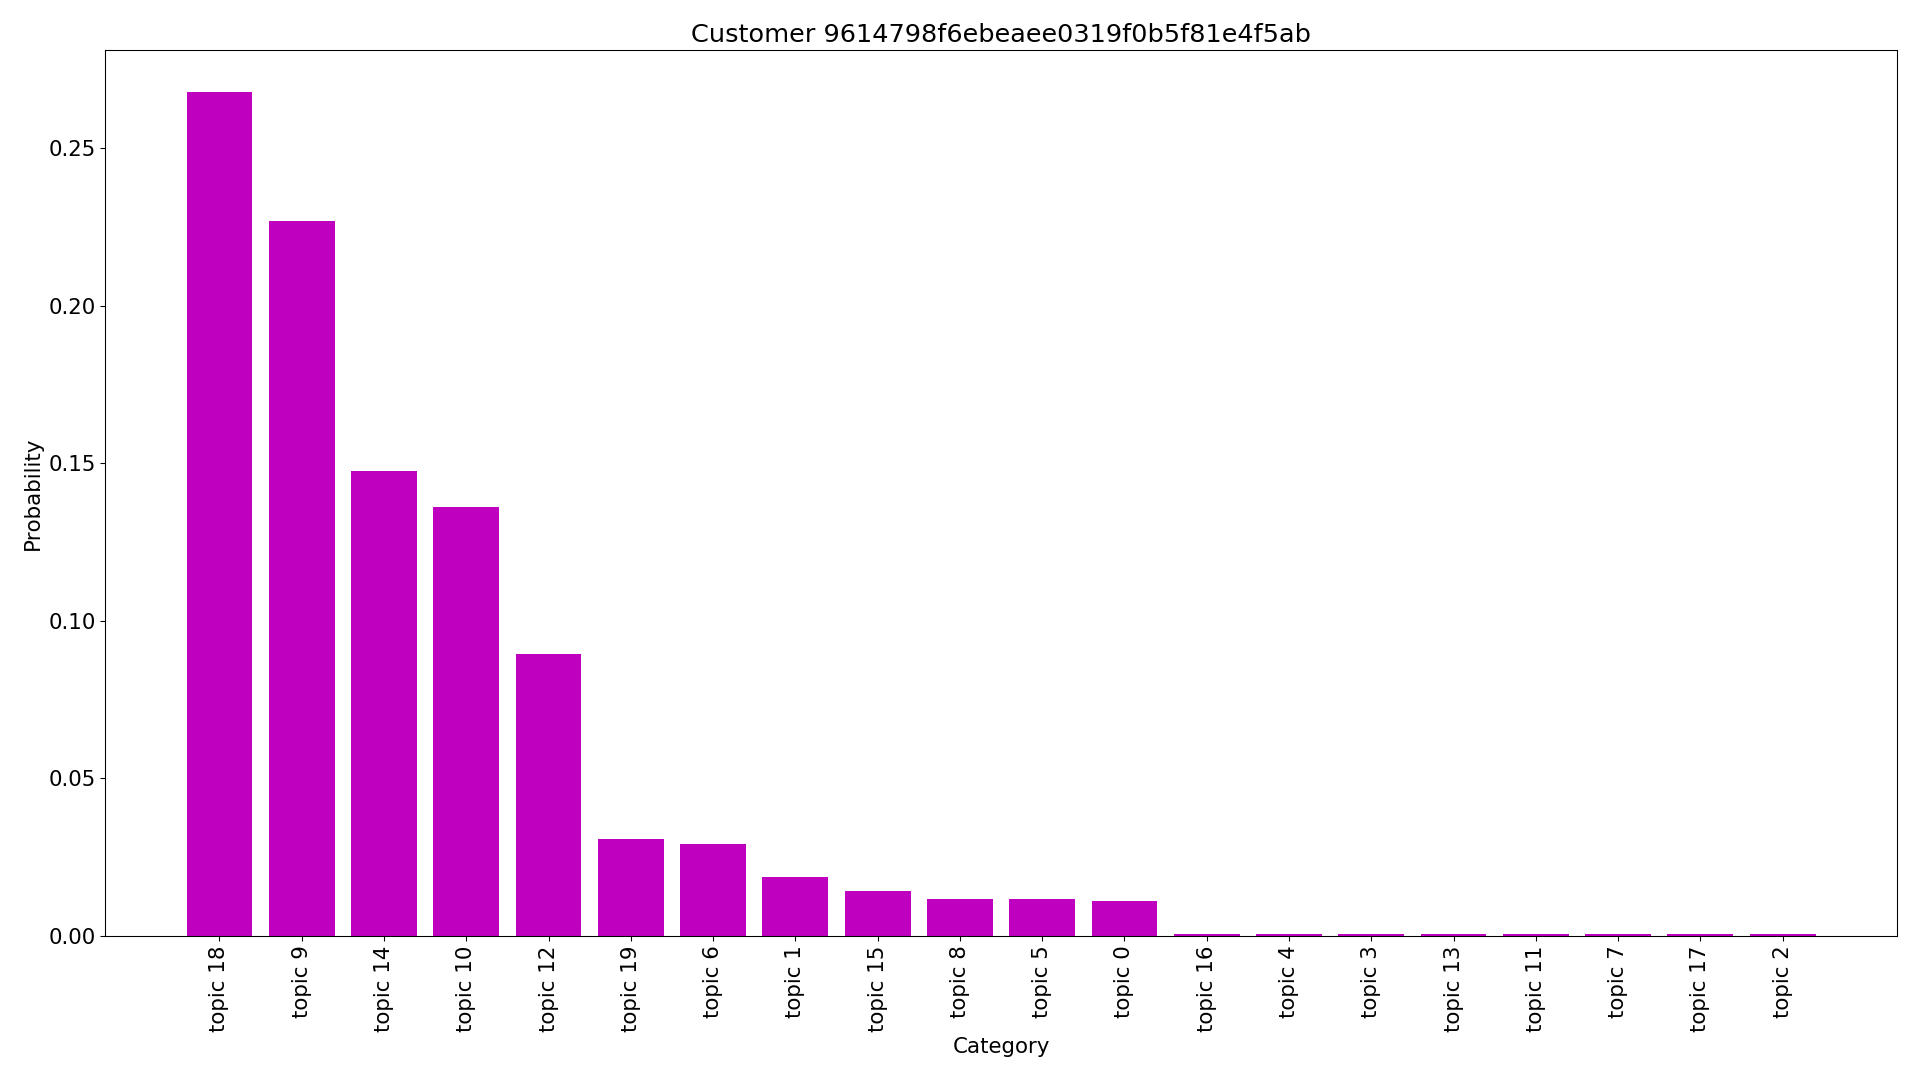 Customer 9614798f6ebeaee0319f0b5f81e4f5ab
Probability
0.25
0.20
0.15
0.10
0.05
0.00
topic 18
topic 9
topic 14
topic 10
topic 12
topic 19
topic 6
topic 1
topic 15
topic 8
topic 5
topic 0
topic 16
topic 4
topic 3
topic 13
topic 11
topic 7
topic 17
topic 2
Category